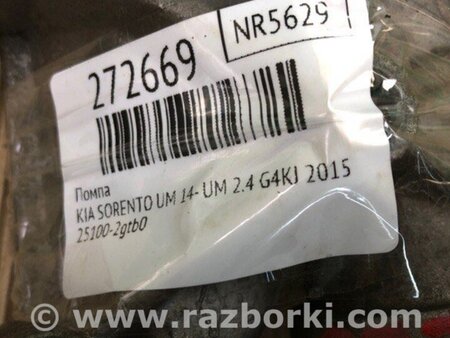 NR5629
272669
Помпа
KIA SORENTO UM 14- UM 2.4 G4KJ 2015
25100-2gtb0
© www.razborki.com